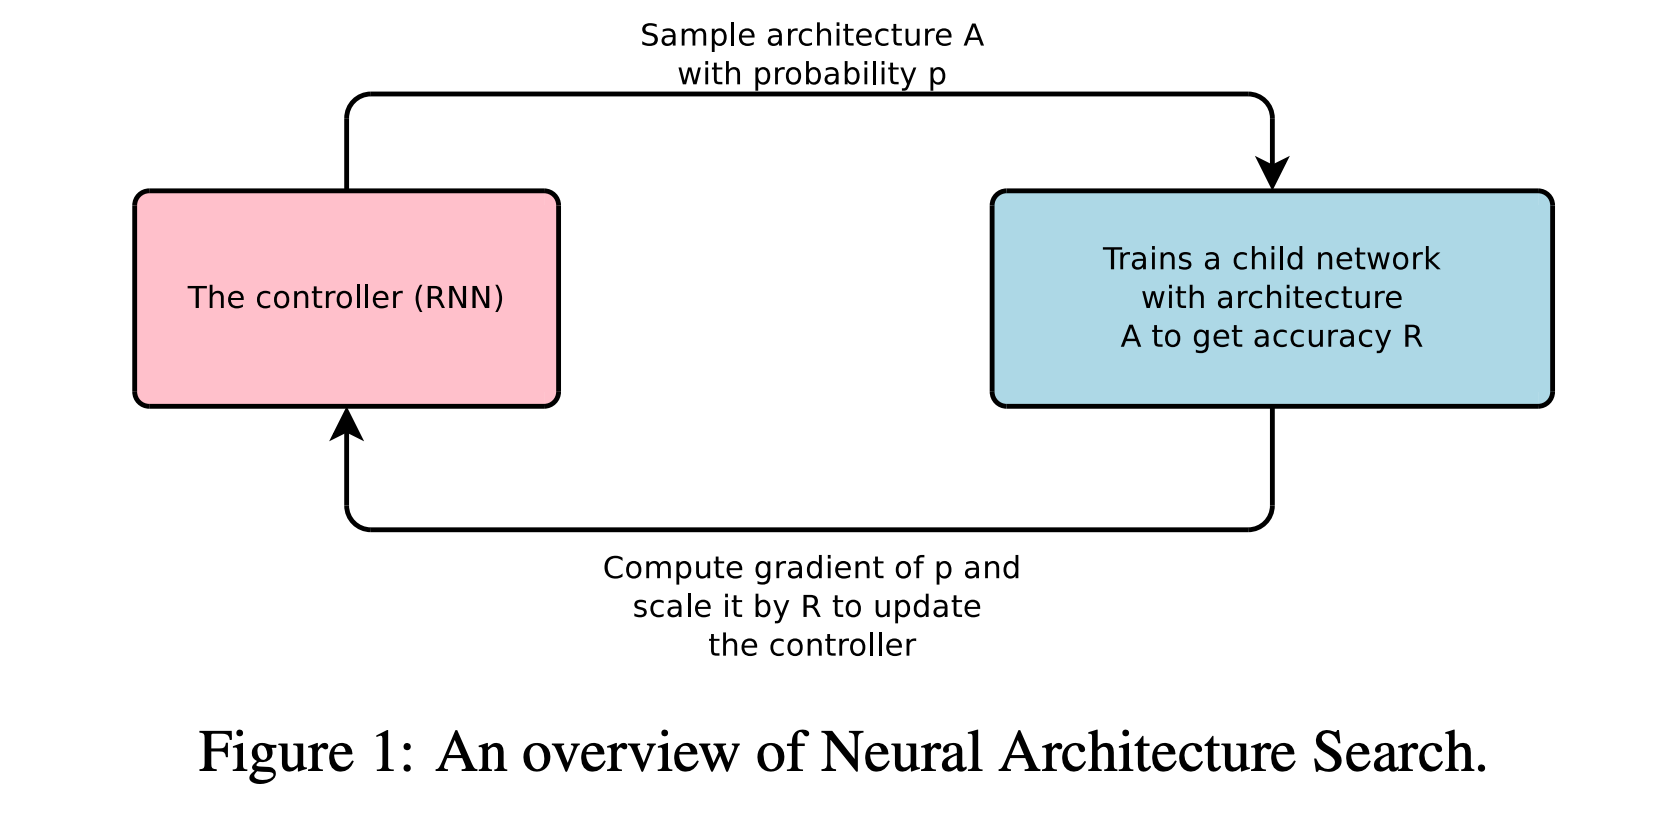 Sample architecture A
with probability p
The controller (RNN)
Trains a child network
with architecture
A to get accuracy R
Compute gradient of p and
scale it by R to update
the controller
Figure 1: An overview of Neural Architecture Search.